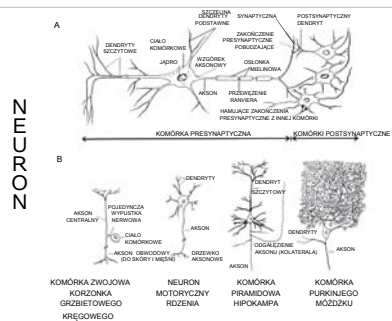 NEURON
A
SZCZELINA
DENDRYTY
PODSTAWNE
SYNAPTYCZNA
POSTSYNAPTYCZNY
DENDRYT
DENDRYTY
SZCZYTOWE
CIAŁO
KOMÓRKOWE
ZAKOŃCZENIE
PRESYNAPTYCZNE
POBUDZAJĄCE
JĄDRO
WZGÓREK
AKSONOWY
OSŁONKA
MIELINOWA
AKSON
PRZEWĘŻENIE
RANVIERA
HAMUJĄCE ZAKOŃCZENIA
PRESYNAPTYCZNE Z INNEJ KOMÓRKI
KOMÓRKA PRESYNAPTYCZNA
KOMÓRKI POSTSYNAPTYCZNE
B
AKSON
CENTRALNY
POJEDYNCZA
WYPUSTKA
NERWOWA
CIAŁO
KOMÓRKOWE
AKSON OBWODOWY
(DO SKÓRY I MIĘŚNI)
DENDRYTY
AKSON
DRZEWKO
AKSONOWE
DENDRYT
SZCZYTOWY
ODGAŁĘZIENIE
AKSONU (KOLATERALA)
AKSON
DENDRYTY
AKSON
KOMÓRKA ZWOJOWA
KORZONKA
GRZBIETOWEGO
KRĘGOWEGO
NEURON
MOTORYCZNY
RDZENIA
KOMÓRKA
PIRAMIDOWA
HIPOKAMPA
KOMÓRKA
PURKINJEGO
MÓŻDŻKU